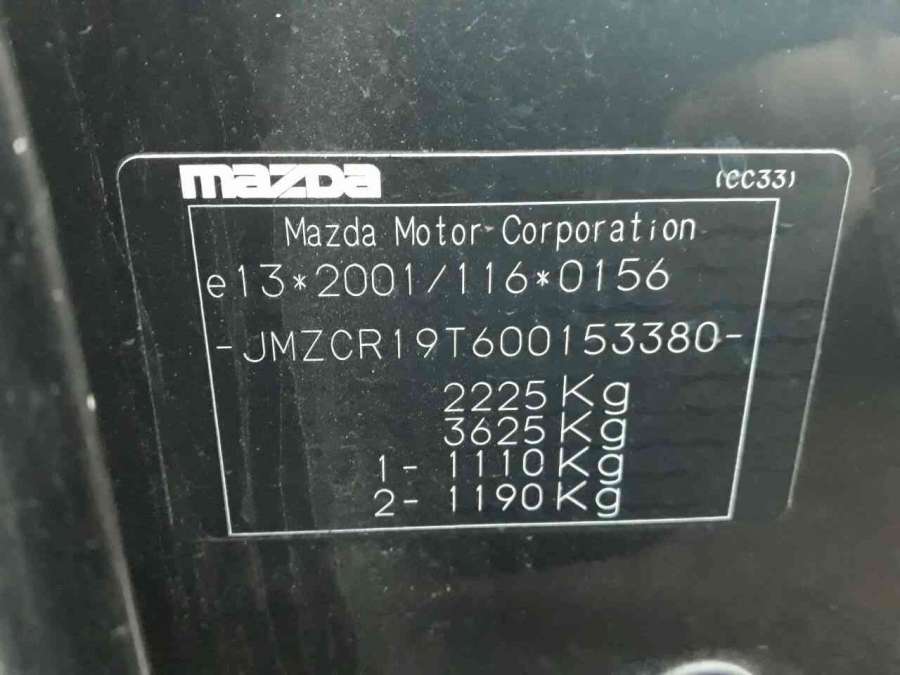 mazda (CC33)
Mazda Motor Corporation
e13*2001/116*0156
-JMZCR19T600153380-
2225Kg
3625Kg
1- 1110Kg
2- 1190Kg